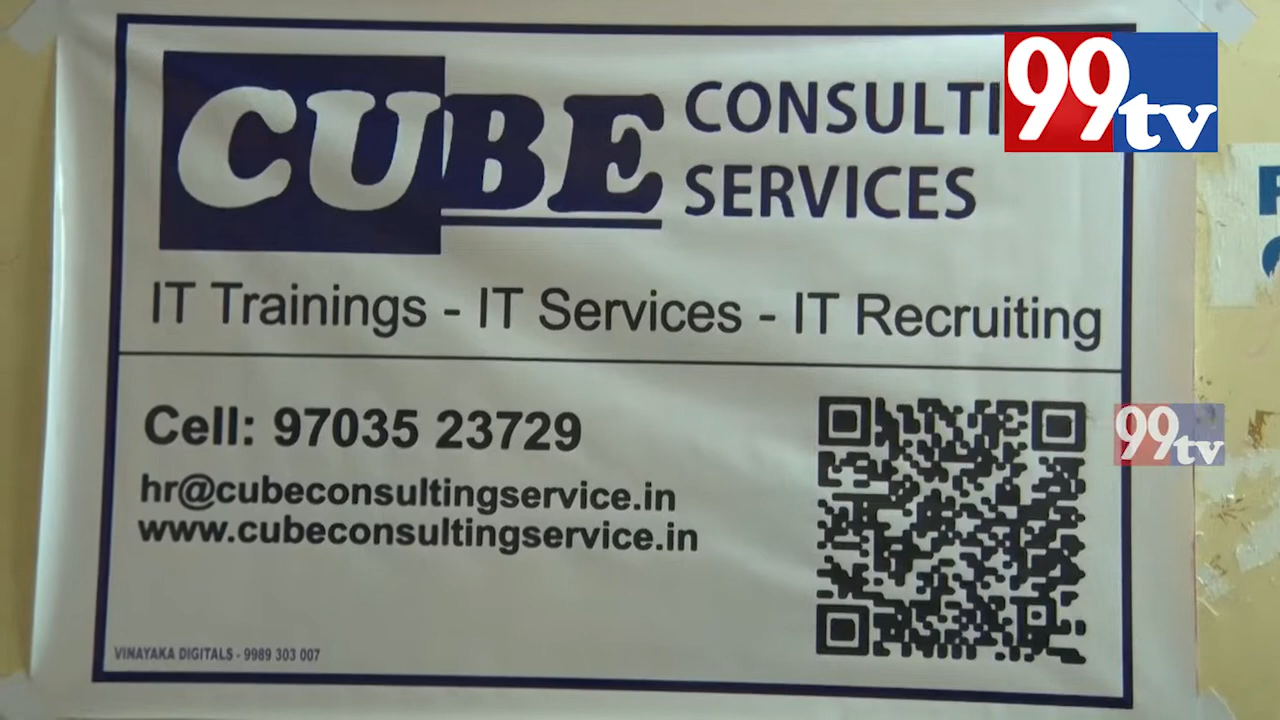 CUBE CONSULTI
SERVICES
99tv
IT Trainings - IT Services - IT Recruiting
Cell: 97035 23729
hr@cubeconsultingservice.in
www.cubeconsultingservice.in
99tv
VINAYAKA DIGITALS - 9989 303 007